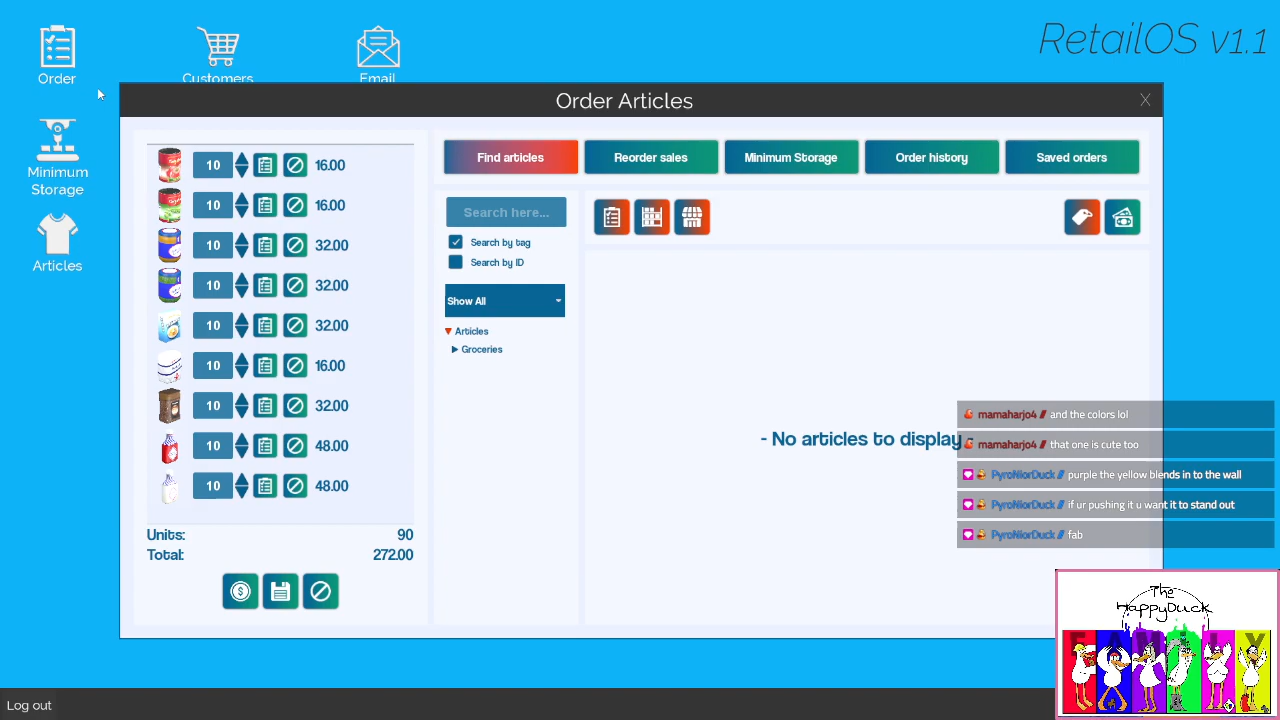 RetailOS v1.1
Order
Customers
Email
Minimum
Storage
Articles
Order Articles
X
10 16.00
10 16.00
10 32.00
10 32.00
10 32.00
10 16.00
10 32.00
10 48.00
10 48.00
Units: 90
Total: 272.00
Find articles
Reorder sales
Minimum Storage
Order history
Saved orders
Search here...
Search by tag
Search by ID
Show All
Articles
Groceries
- No articles to display
mamaharjo4 // and the colors lol
mamaharjo4 // that one is cute too
PyroNiorDuck // purple the yellow blends in to the wall
PyroNiorDuck // if ur pushing it u want it to stand out
PyroNiorDuck // fab
The
HappyDuck
FAMILY
Log out